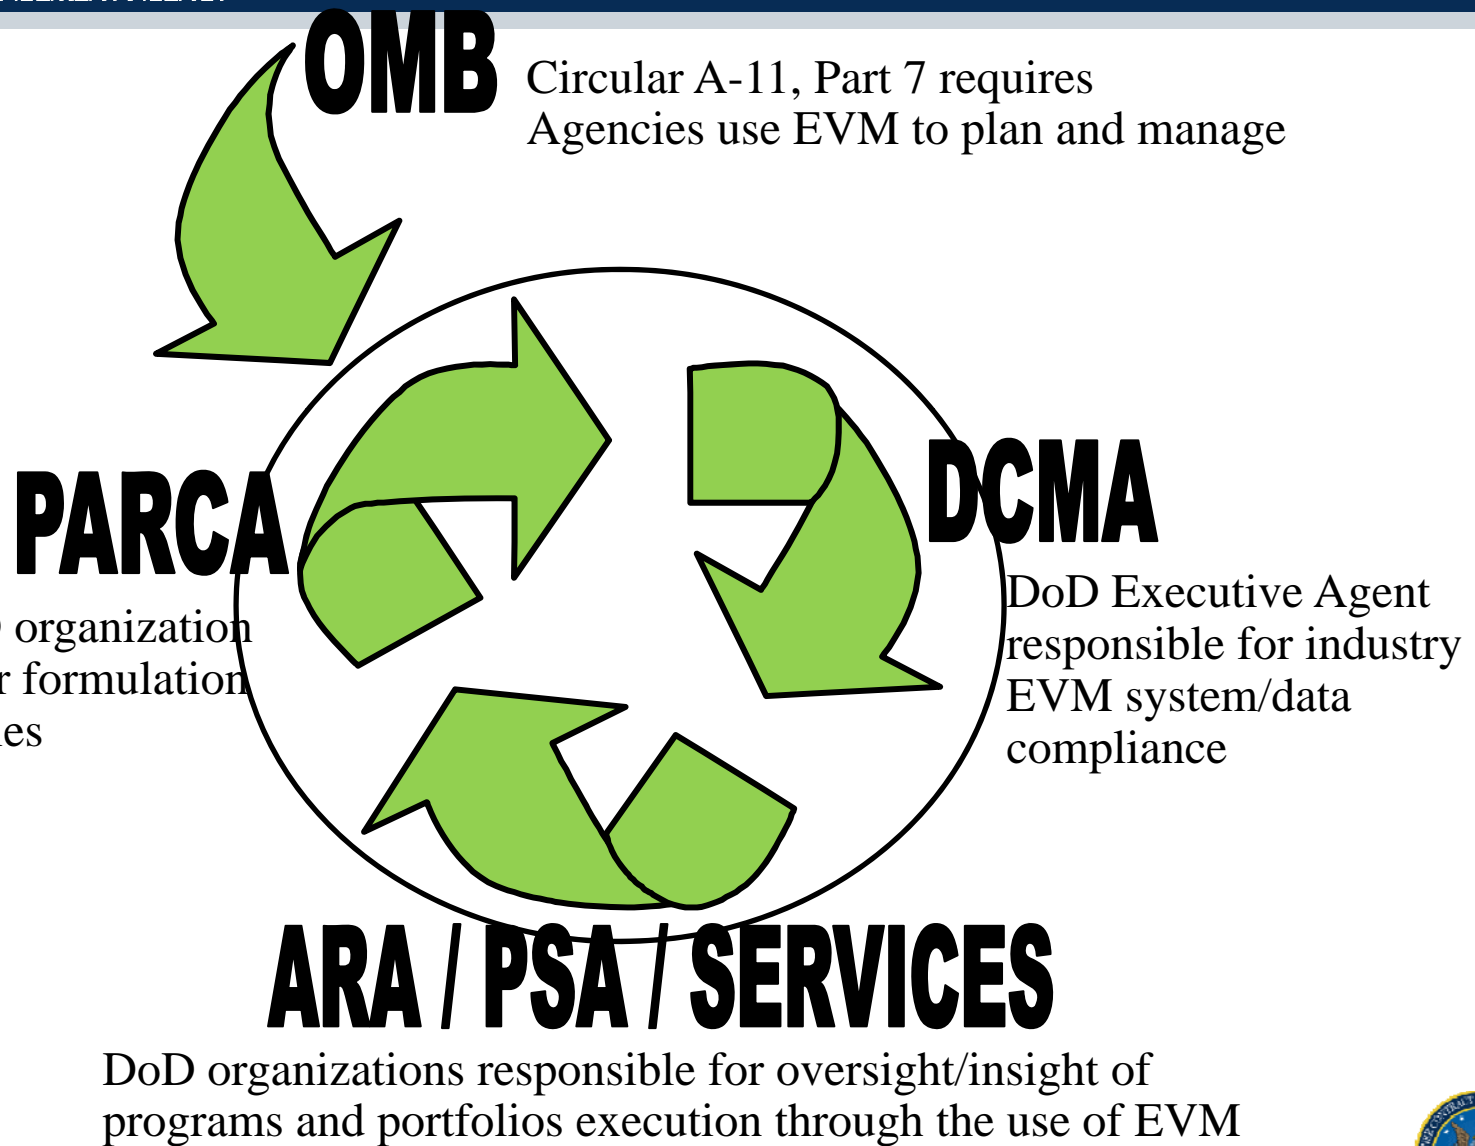 OMB
Circular A-11, Part 7 requires
Agencies use EVM to plan and manage
PARCA
organization
formulation
DCMA
DoD Executive Agent
responsible for industry
EVM system/data
compliance
ARA / PSA / SERVICES
DoD organizations responsible for oversight/insight of
programs and portfolios execution through the use of EVM